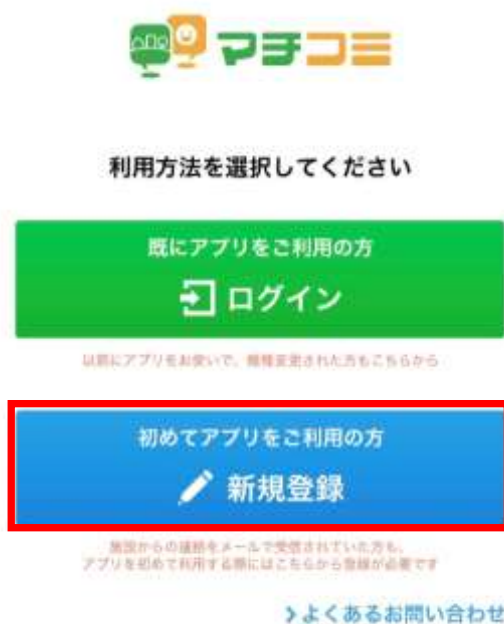 マチコミ
利用方法を選択してください
既にアプリをご利用の方
ログイン
以前にアプリをお使いで、機種変更された方もこちらから
初めてアプリをご利用の方
新規登録
施設からの連絡をメールで受信されていた方も、
アプリを初めて利用する際にはこちらから登録が必要です
よくあるお問い合わせ